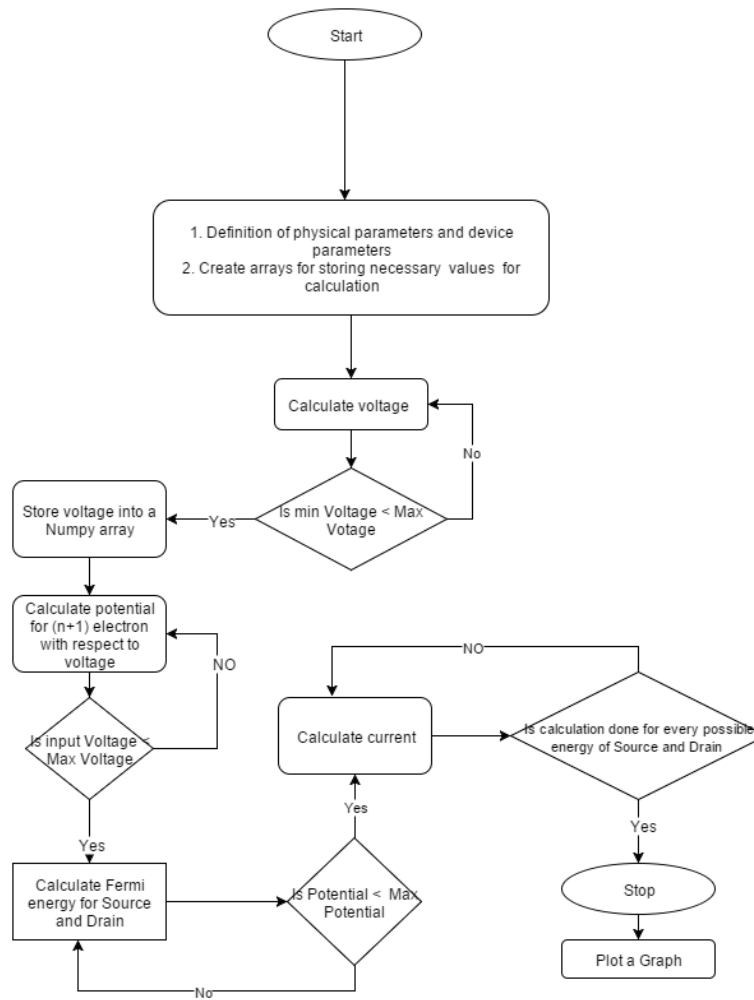 Start
1. Definition of physical parameters and device
parameters
2. Create arrays for storing necessary values for
calculation
Calculate voltage
No
Is min Voltage < Max
Votage
Yes
Store voltage into a
Numpy array
Calculate potential
for (n+1) electron
with respect to
voltage
NO
Is input Voltage <
Max Voltage
Yes
Calculate Fermi
energy for Source
and Drain
Is Potential < Max
Potential
No
Yes
Calculate current
NO
Is calculation done for every possible
energy of Source and Drain
Yes
Stop
Plot a Graph